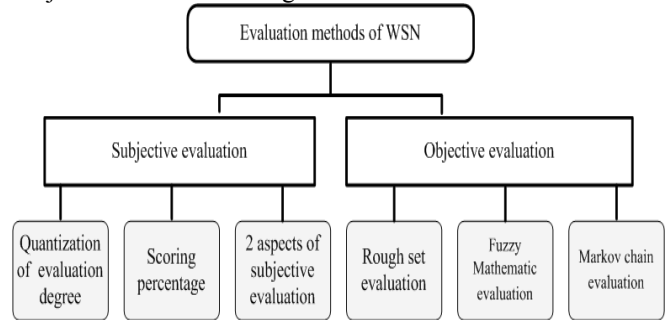 Evaluation methods of WSN
Subjective evaluation
Objective evaluation
Quantization
of evaluation
degree
Scoring
percentage
2 aspects of
subjective
evaluation
Rough set
evaluation
Fuzzy
Mathematic
evaluation
Markov chain
evaluation